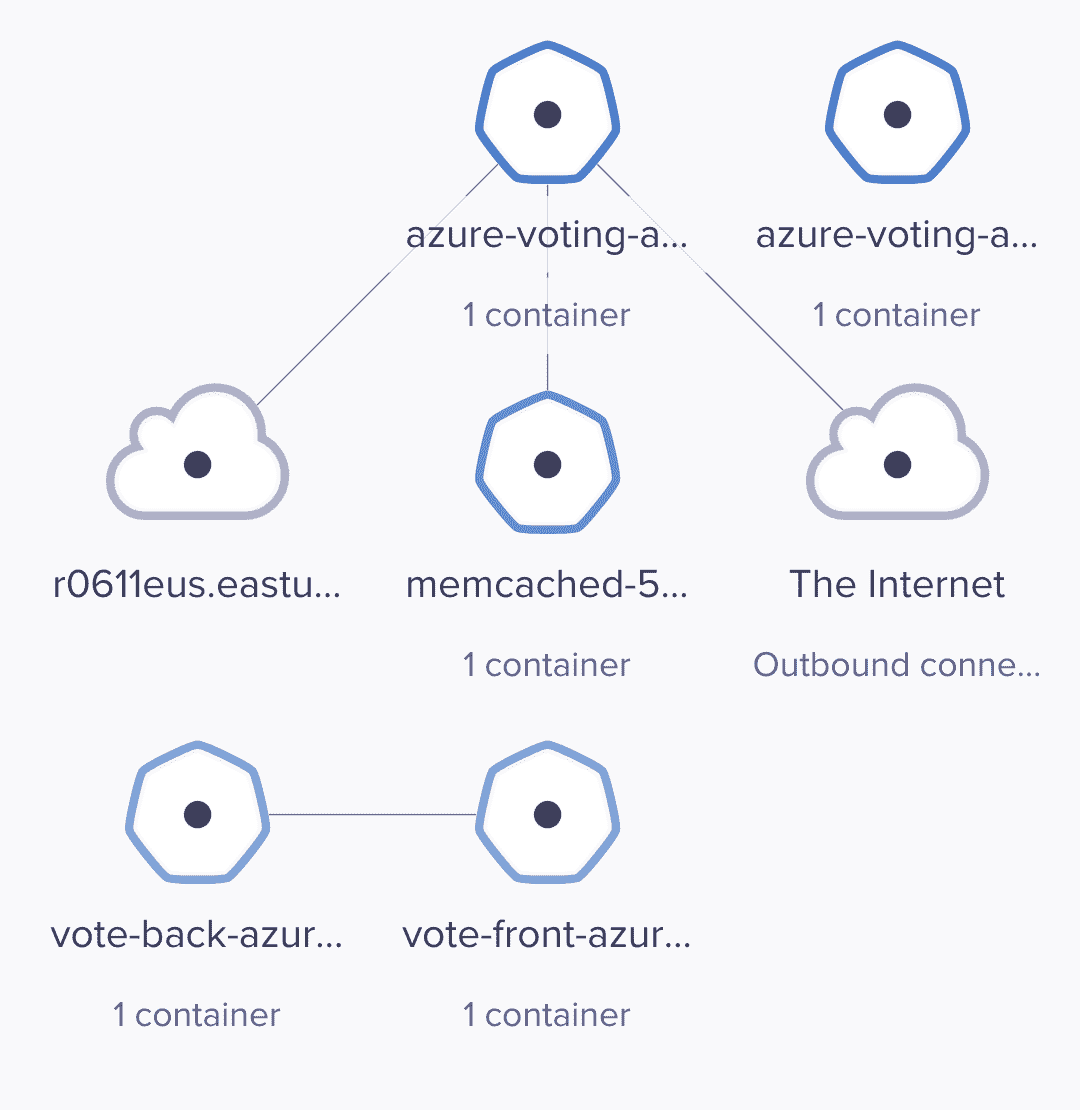 azure-voting-a... azure-voting-a...
1 container 1 container
r0611eus.eastu... memcached-5... The Internet
1 container Outbound conne...
vote-back-azur... vote-front-azur...
1 container 1 container